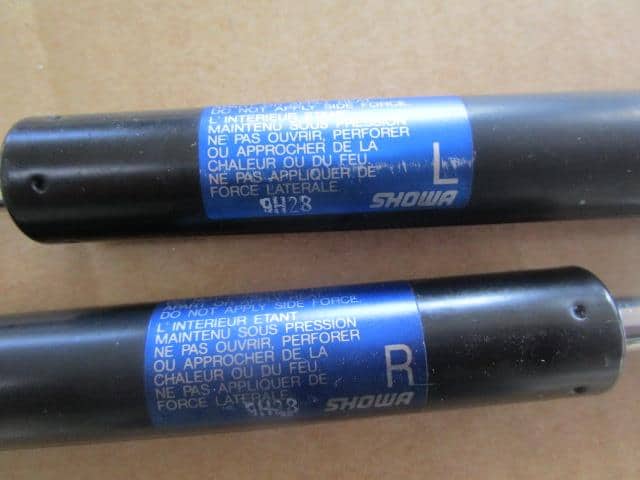 DO NOT APPLY SIDE FORCE.
L'INTERIEUR ETANT
MAINTENU SOUS PRESSION
NE PAS OUVRIR, PERFORER
OU APPROCHER DE LA
CHALEUR OU DU FEU.
NE PAS APPLIQUER DE
FORCE LATERALE.
L
9H28
SHOWA
DO NOT APPLY SIDE FORCE.
L'INTERIEUR ETANT
MAINTENU SOUS PRESSION
NE PAS OUVRIR, PERFORER
OU APPROCHER DE LA
CHALEUR OU DU FEU.
NE PAS APPLIQUER DE
FORCE LATERALE
R
9H28
SHOWA